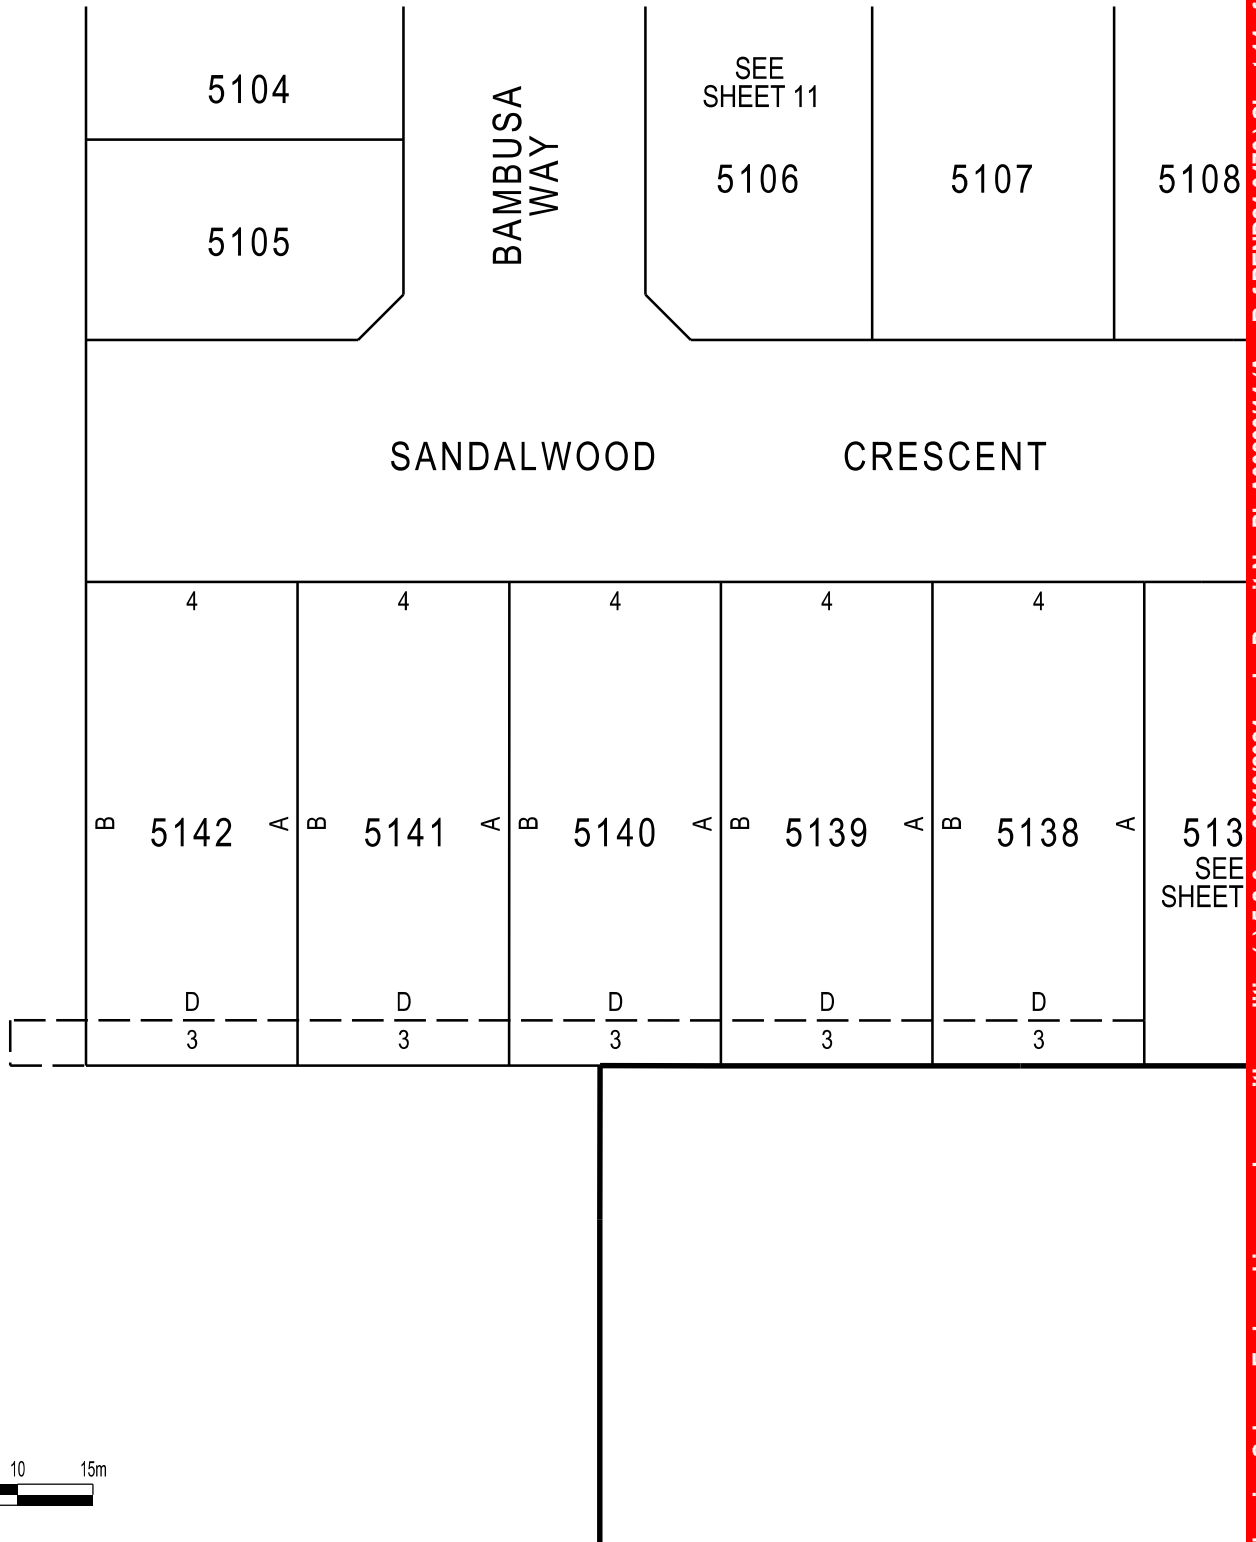 5104
5105
BAMBUSA
WAY
SEE
SHEET 11
5106
5107
5108
SANDALWOOD CRESCENT
4 4 4 4 4
B 5142 A B 5141 A B 5140 A B 5139 A B 5138 A 513
SEE
SHEET
D D D D D
3 3 3 3 3
10 15m